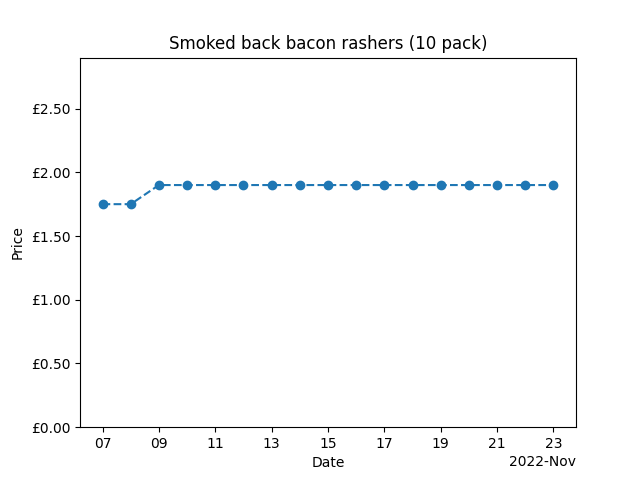 Smoked back bacon rashers (10 pack)
£2.50
£2.00
£1.50
£1.00
£0.50
£0.00
Price
07 09 11 13 15 17 19 21 23
Date
2022-Nov